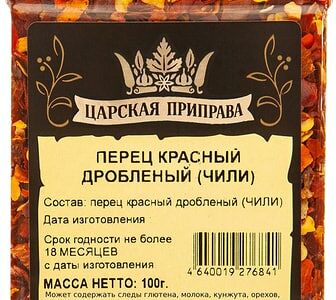 ЦАРСКАЯ ПРИПРАВА
ПЕРЕЦ КРАСНЫЙ
ДРОБЛЕНЫЙ (ЧИЛИ)
Состав: перец красный дробленый (ЧИЛИ)
Дата изготовления
Срок годности не более
18 МЕСЯЦЕВ
с даты изготовления
4 640019 276841
МАССА НЕТТО: 100г.
Может содержать следы глютена, молока, кунжута, орехов,